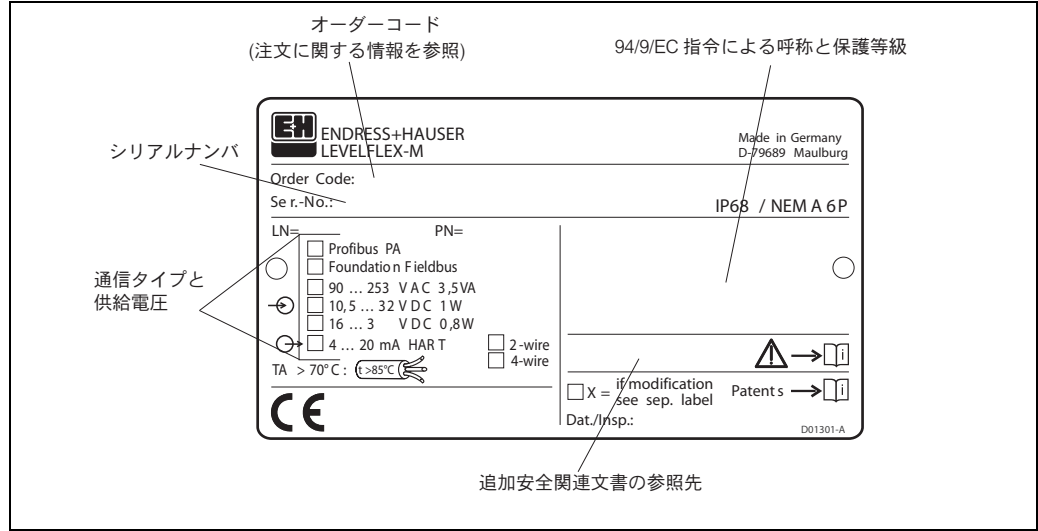 オーダーコード
(注文に関する情報を参照)
94/9/EC 指令による呼称と保護等級
E+H
ENDRESS+HAUSER
LEVELFLEX-M
Made in Germany
D-79689 Maulburg
シリアルナンバ
Order Code:
Se r.-No.:
IP68 / NEM A 6P
LN=
PN=
Profibus PA
Foundation Fieldbus
90 ... 253 V AC 3,5VA
10,5 ... 32 V DC 1 W
16 ... 3 V DC 0,8W
4 ... 20 mA HART
2-wire
4-wire
通信タイプと
供給電圧
TA > 70°C :
t >85°C
i
X = if modification
see sep. label
Patents
i
Dat./Insp.:
CE
D01301-A
追加安全関連文書の参照先